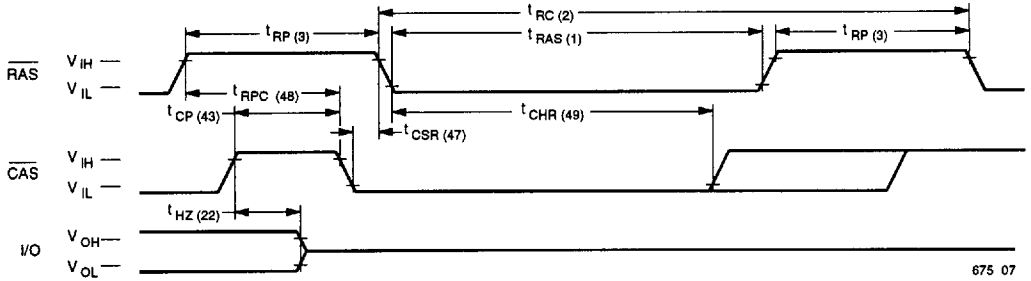 t RC (2)
t RP (3)
t RAS (1)
t RP (3)
RAS
V IH
V IL
t RPC (48)
t CP (43)
t CSR (47)
t CHR (49)
CAS
V IH
V IL
t HZ (22)
I/O
V OH
V OL
675 07